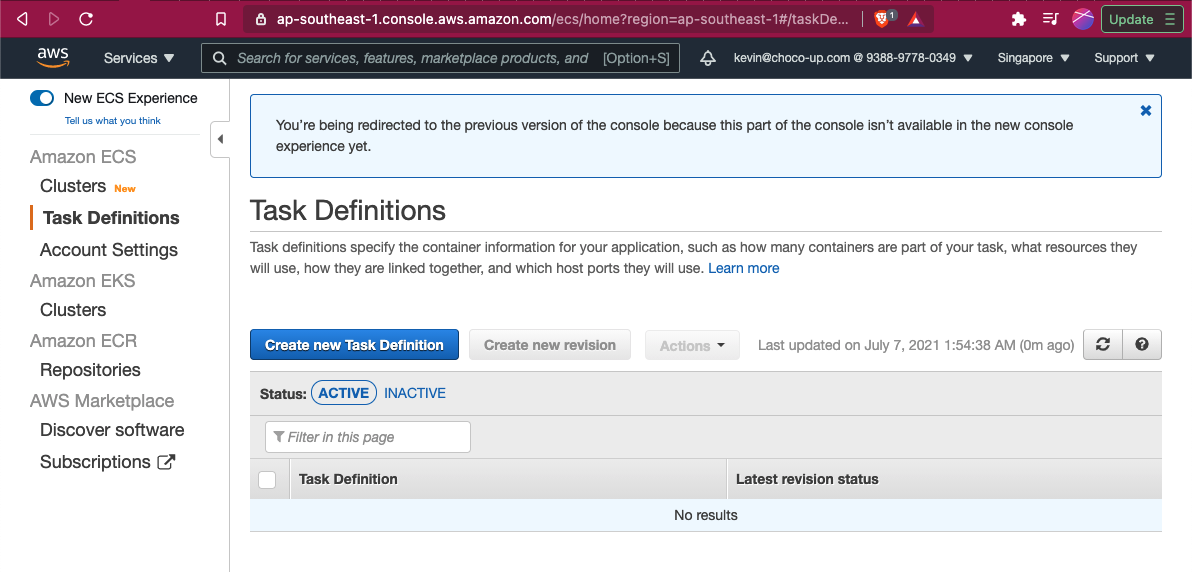 ap-southeast-1.console.aws.amazon.com/ecs/home?region=ap-southeast-1#/taskDe...
1
Update
aws
Services
Search for services, features, marketplace products, and [Option+S]
kevin@choco-up.com @ 9388-9778-0349
Singapore
Support
New ECS Experience
Tell us what you think
Amazon ECS
Clusters New
Task Definitions
Account Settings
Amazon EKS
Clusters
Amazon ECR
Repositories
AWS Marketplace
Discover software
Subscriptions
You're being redirected to the previous version of the console because this part of the console isn't available in the new console
experience yet.
Task Definitions
Task definitions specify the container information for your application, such as how many containers are part of your task, what resources they
will use, how they are linked together, and which host ports they will use. Learn more
Create new Task Definition
Create new revision
Actions
Last updated on July 7, 2021 1:54:38 AM (0m ago)
Status: ACTIVE INACTIVE
Filter in this page
Task Definition
Latest revision status
No results